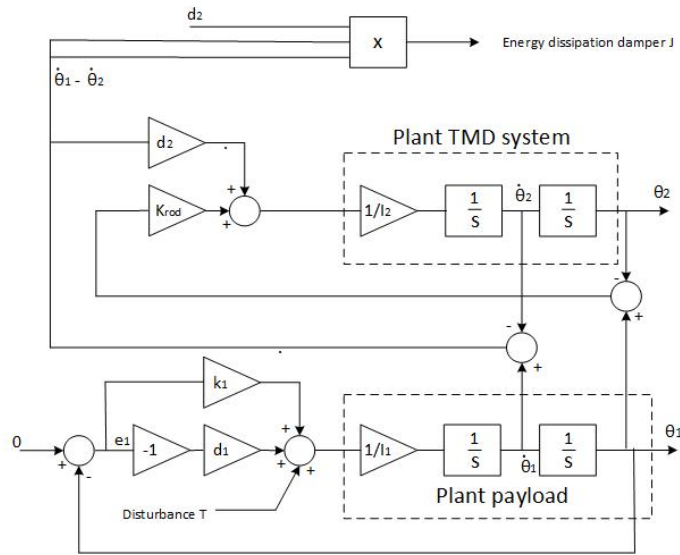 d₂
x
Energy dissipation damper J
θ̇₁ - θ̇₂
Plant TMD system
d₂
+
Krod
+
+
1/I₂
1
S
θ̇₂
1
S
θ₂
-
+
-
+
k₁
Plant payload
0
+
-
e₁
-1
d₁
+
+
+
1/I₁
1
S
θ̇₁
1
S
θ₁
Disturbance T